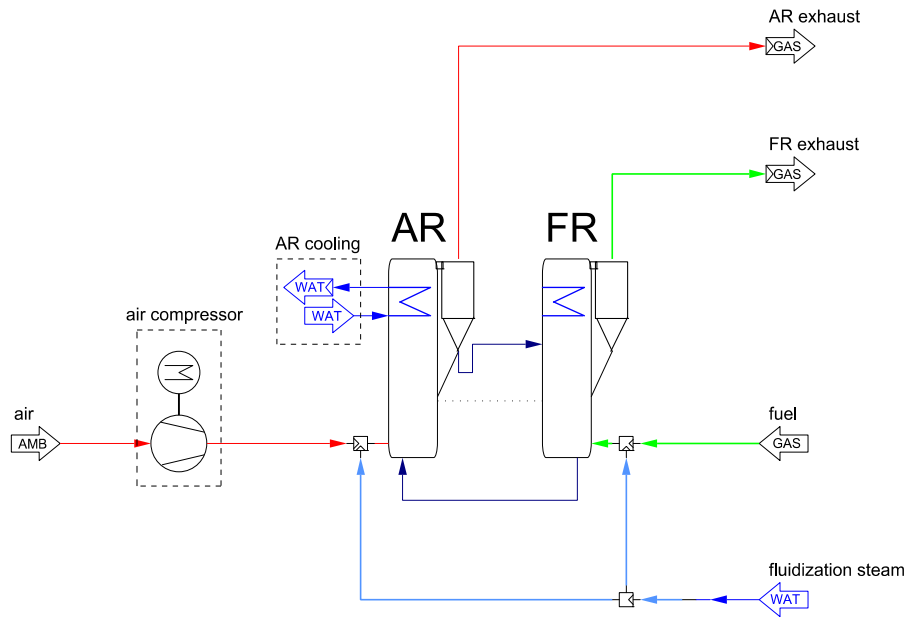 AR exhaust
GAS
FR exhaust
GAS
AR FR
AR cooling
WAT
WAT
air compressor
M
air
AMB
fuel
GAS
fluidization steam
WAT